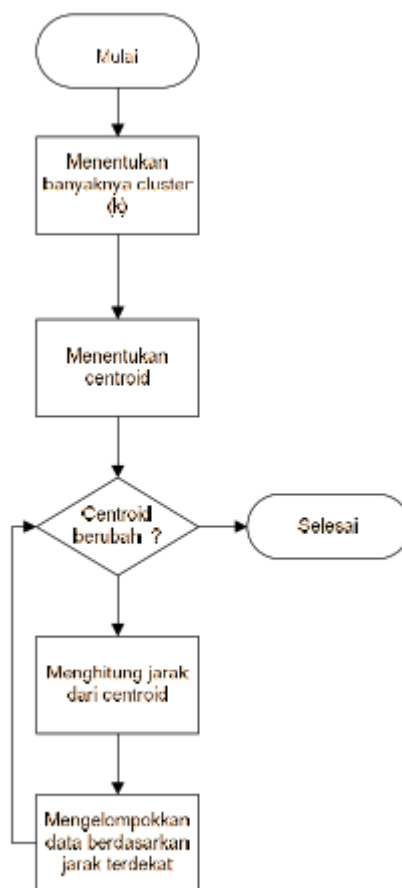 Mulai
Menentukan
banyaknya cluster
(k)
Menentukan
centroid
Centroid
berubah ?
Selesai
Menghitung jarak
dari centroid
Mengelompokkan
data berdasarkan
jarak terdekat